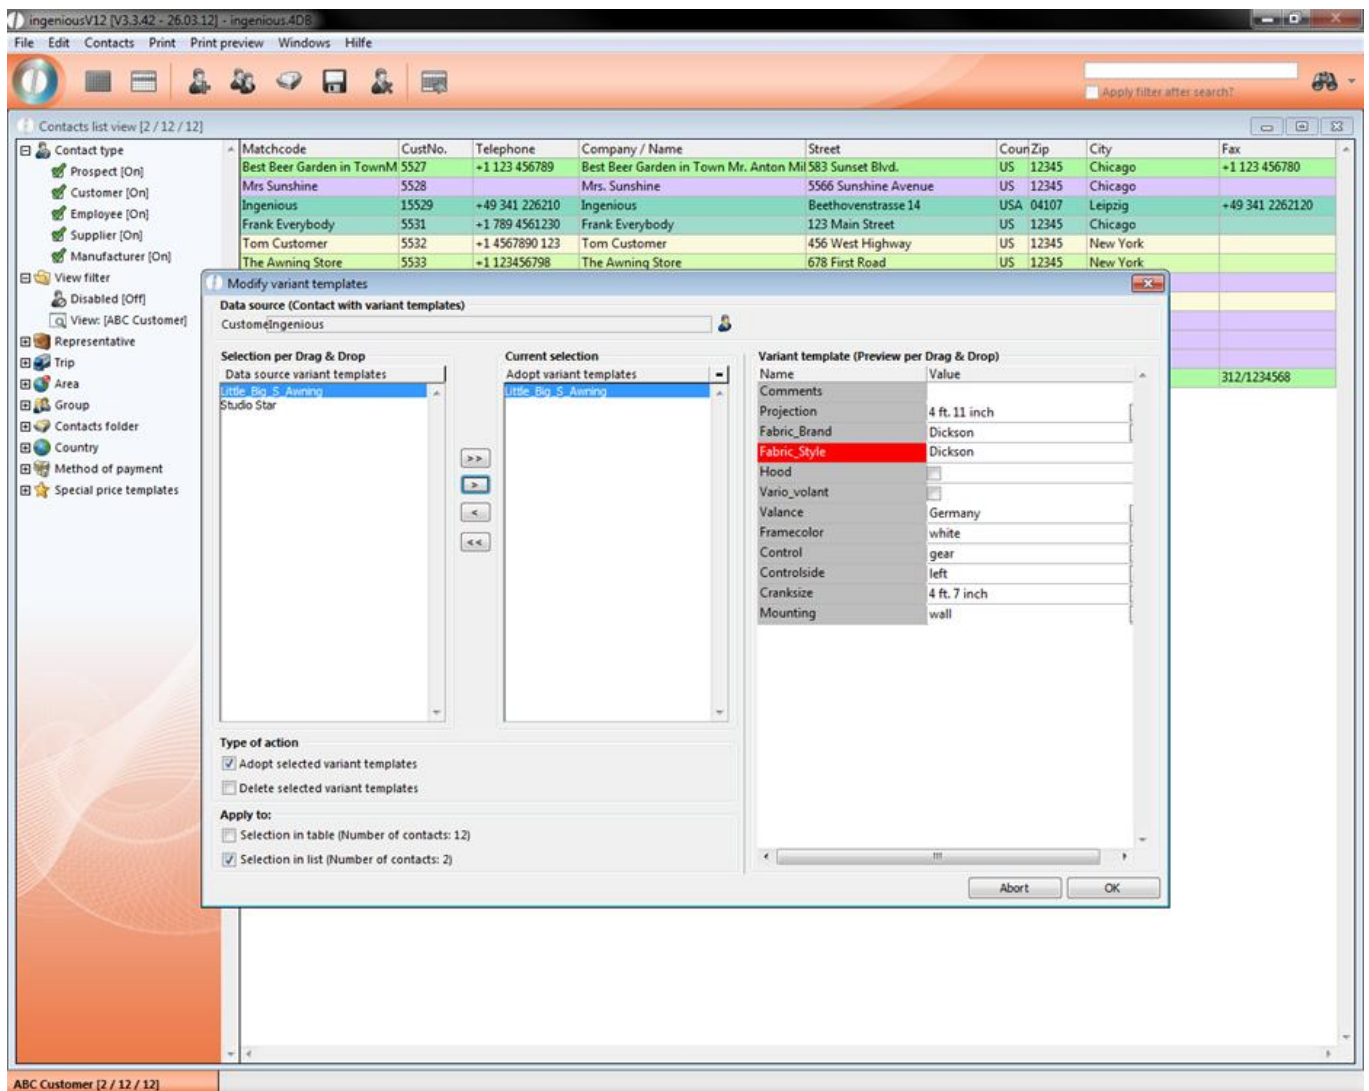 ingeniousV12 [V3.3.42 - 26.03.12] - ingenious.4DB
File Edit Contacts Print Print preview Windows Hilfe
Apply filter after search?
Contacts list view [2 / 12 / 12]
Contact type
Prospect [On]
Customer [On]
Employee [On]
Supplier [On]
Manufacturer [On]
View filter
Disabled [Off]
View: [ABC Customer]
Representative
Trip
Area
Group
Contacts folder
Country
Method of payment
Special price templates
Matchcode CustNo. Telephone Company / Name Street Coun Zip City Fax
Best Beer Garden in TownM 5527 +1 123 456789 Best Beer Garden in Town Mr. Anton Mil 583 Sunset Blvd. US 12345 Chicago +1 123 456780
Mrs Sunshine 5528 Mrs. Sunshine 5566 Sunshine Avenue US 12345 Chicago
Ingenious 15529 +49 341 226210 Ingenious Beethovenstrasse 14 USA 04107 Leipzig +49 341 2262120
Frank Everybody 5531 +1 789 4561230 Frank Everybody 123 Main Street US 12345 Chicago
Tom Customer 5532 +1 4567890 123 Tom Customer 456 West Highway US 12345 New York
The Awning Store 5533 +1 123456798 The Awning Store 678 First Road US 12345 New York
312/1234568
Modify variant templates
Data source (Contact with variant templates)
Custome Ingenious
Selection per Drag & Drop
Data source variant templates
Little_Big_S_Awning
Studio Star
>>
>
<
<<
Current selection
Adopt variant templates -
Little_Big_S_Awning
Variant template (Preview per Drag & Drop)
Name Value
Comments
Projection 4 ft. 11 inch
Fabric_Brand Dickson
Fabric_Style Dickson
Hood
Vario_volant
Valance Germany
Framecolor white
Control gear
Controlside left
Cranksize 4 ft. 7 inch
Mounting wall
Type of action
Adopt selected variant templates
Delete selected variant templates
Apply to:
Selection in table (Number of contacts: 12)
Selection in list (Number of contacts: 2)
Abort OK
ABC Customer [2 / 12 / 12]